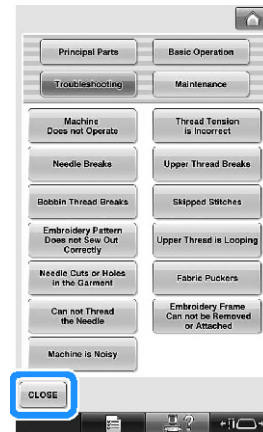 Principal Parts
Basic Operation
Troubleshooting
Maintenance
Machine
Does not Operate
Thread Tension
is Incorrect
Needle Breaks
Upper Thread Breaks
Bobbin Thread Breaks
Skipped Stitches
Embroidery Pattern
Does not Sew Out
Correctly
Upper Thread is Looping
Needle Cuts or Holes
in the Garment
Fabric Puckers
Can not Thread
the Needle
Embroidery Frame
Can not be Removed
or Attached
Machine is Noisy
CLOSE
?